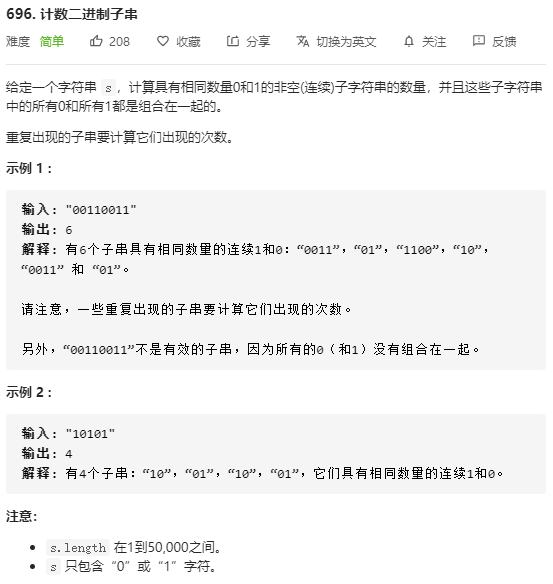 696. 计数二进制子串
难度 简单 208 收藏 分享 切换为英文 关注 反馈
给定一个字符串 s，计算具有相同数量0和1的非空(连续)子字符串的数量，并且这些子字符串
中的所有0和所有1都是组合在一起的。
重复出现的子串要计算它们出现的次数。
示例 1 :
输入: "00110011"
输出: 6
解释: 有6个子串具有相同数量的连续1和0：“0011”，“01”，“1100”，“10”，
“0011” 和 “01”。
请注意，一些重复出现的子串要计算它们出现的次数。
另外，“00110011”不是有效的子串，因为所有的0（和1）没有组合在一起。
示例 2 :
输入: "10101"
输出: 4
解释: 有4个子串：“10”，“01”，“10”，“01”，它们具有相同数量的连续1和0。
注意：
• s.length 在1到50,000之间。
• s 只包含“0”或“1”字符。